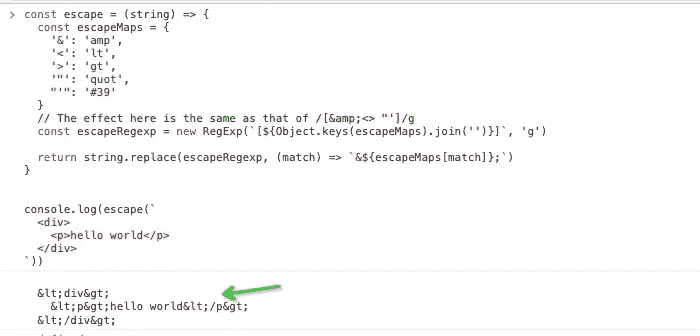 > const escape = (string) => {
  const escapeMaps = {
    '&': 'amp',
    '<': 'lt',
    '>': 'gt',
    '"': 'quot',
    "'": '#39'
  }
  // The effect here is the same as that of /[&amp;<> "']/g
  const escapeRegexp = new RegExp(`[${Object.keys(escapeMaps).join('')}]`, 'g')

  return string.replace(escapeRegexp, (match) => `&${escapeMaps[match]};`)
}

console.log(escape(`
  <div>
    <p>hello world</p>
  </div>
`))

  &lt;div&gt;
    &lt;p&gt;hello world&lt;/p&gt;
  &lt;/div&gt;